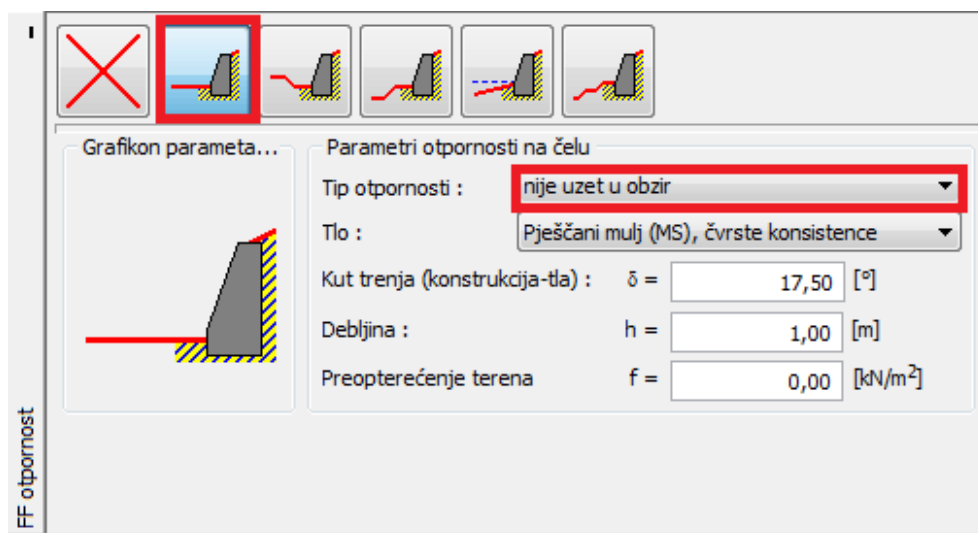 Grafikon parameta...
Parametri otpornosti na čelu
Tip otpornosti : nije uzet u obzir
Tlo : Pješčani mulj (MS), čvrste konsistence
Kut trenja (konstrukcija-tla) : δ = 17,50 [°]
Debljina : h = 1,00 [m]
Preopterećenje terena f = 0,00 [kN/m²]
FF otpornost